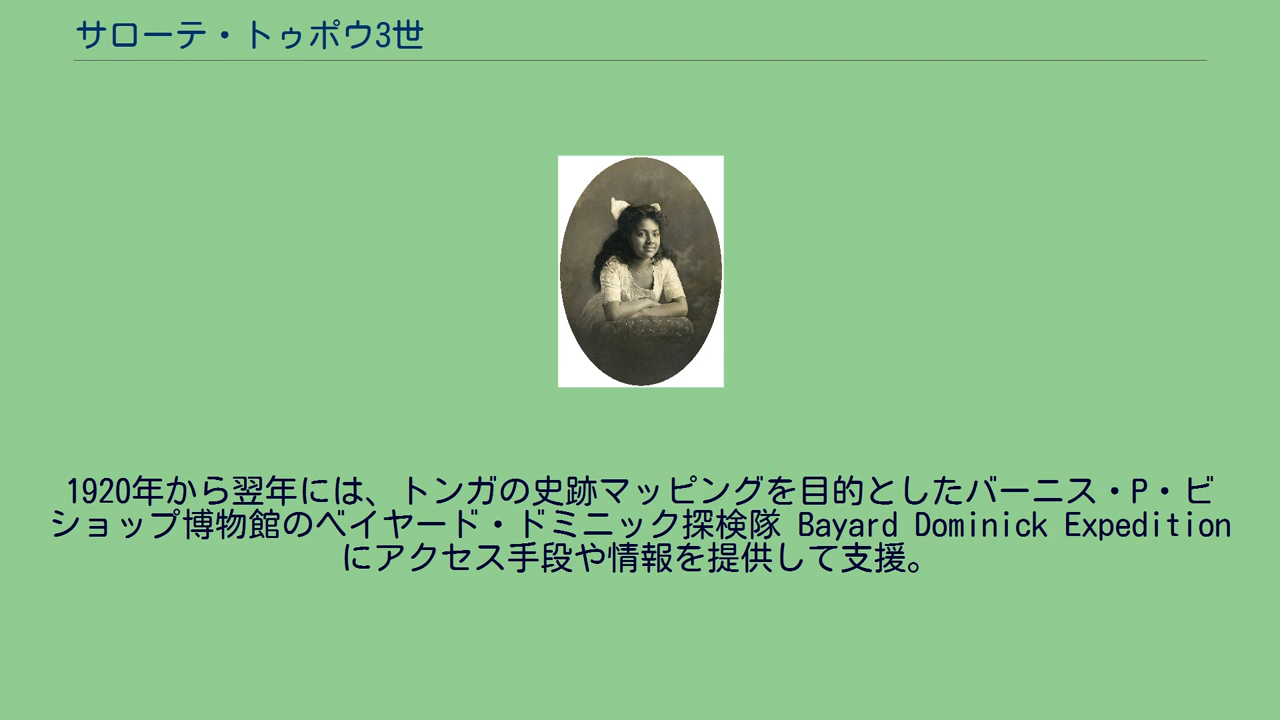 サローテ・トゥポウ3世
1920年から翌年には、トンガの史跡マッピングを目的としたバーニス・P・ビ
ショップ博物館のベイヤード・ドミニック探検隊 Bayard Dominick Expedition
にアクセス手段や情報を提供して支援。